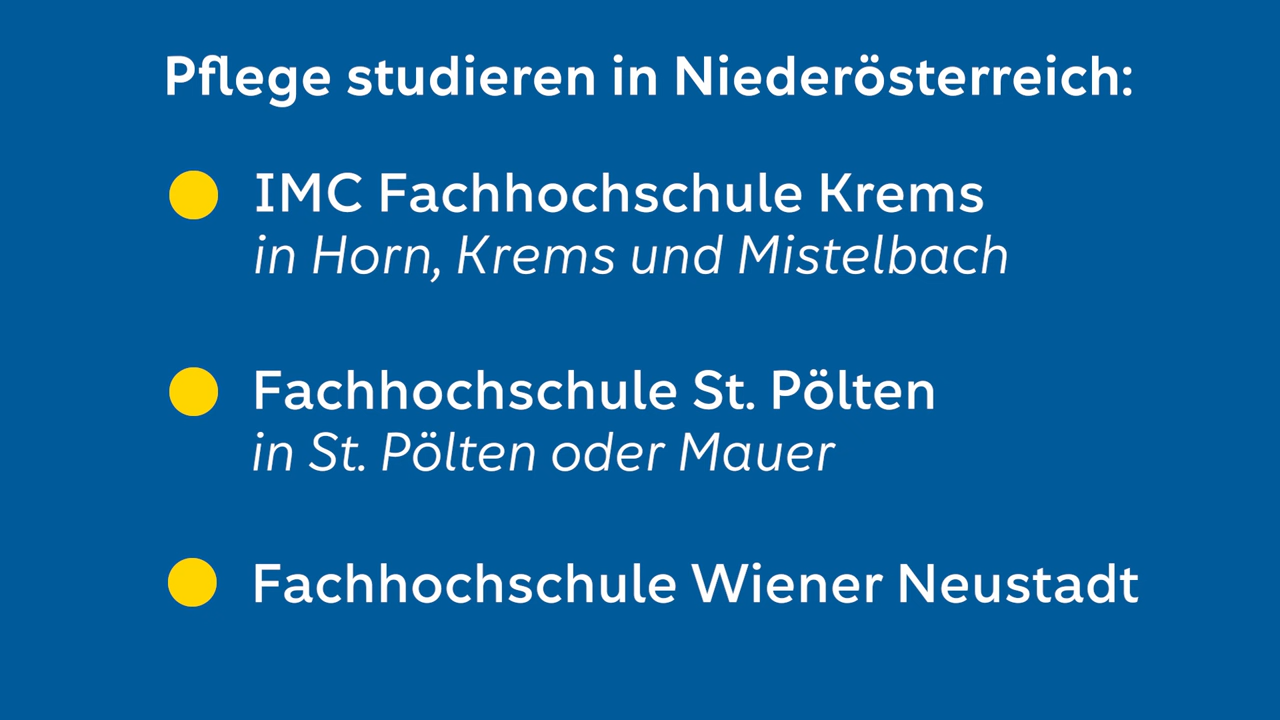 Pflege studieren in Niederösterreich:
IMC Fachhochschule Krems
in Horn, Krems und Mistelbach
Fachhochschule St. Pölten
in St. Pölten oder Mauer
Fachhochschule Wiener Neustadt